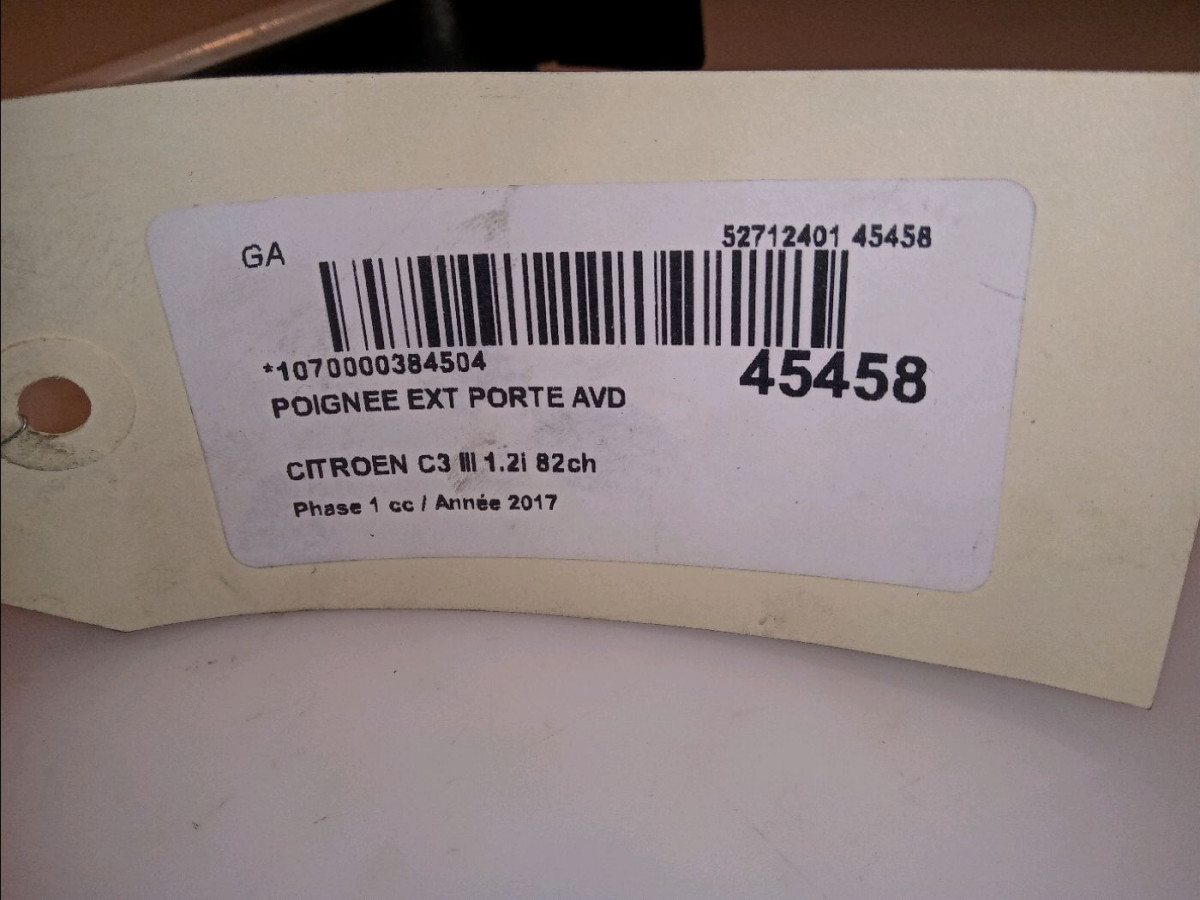 GA
52712401 45458
*1070000384504
45458
POIGNEE EXT PORTE AVD
CITROEN C3 III 1.2i 82ch
Phase 1 cc / Année 2017